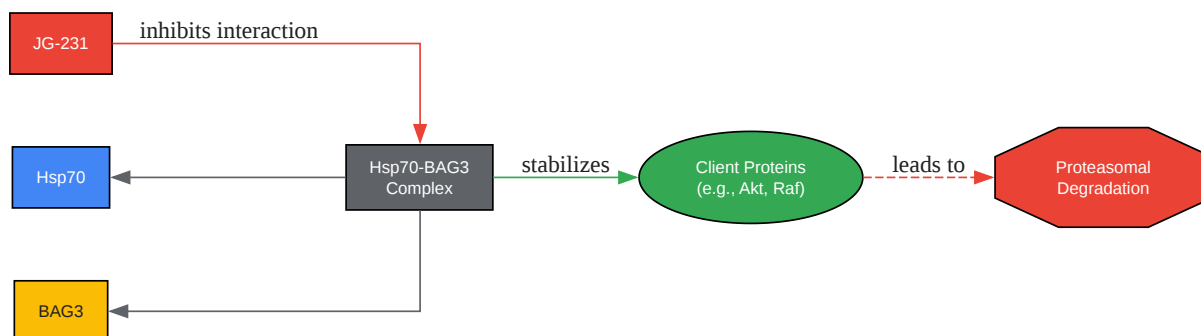 JG-231
inhibits interaction
Hsp70
Hsp70-BAG3
Complex
stabilizes
Client Proteins
(e.g., Akt, Raf)
leads to
Proteasomal
Degradation
BAG3